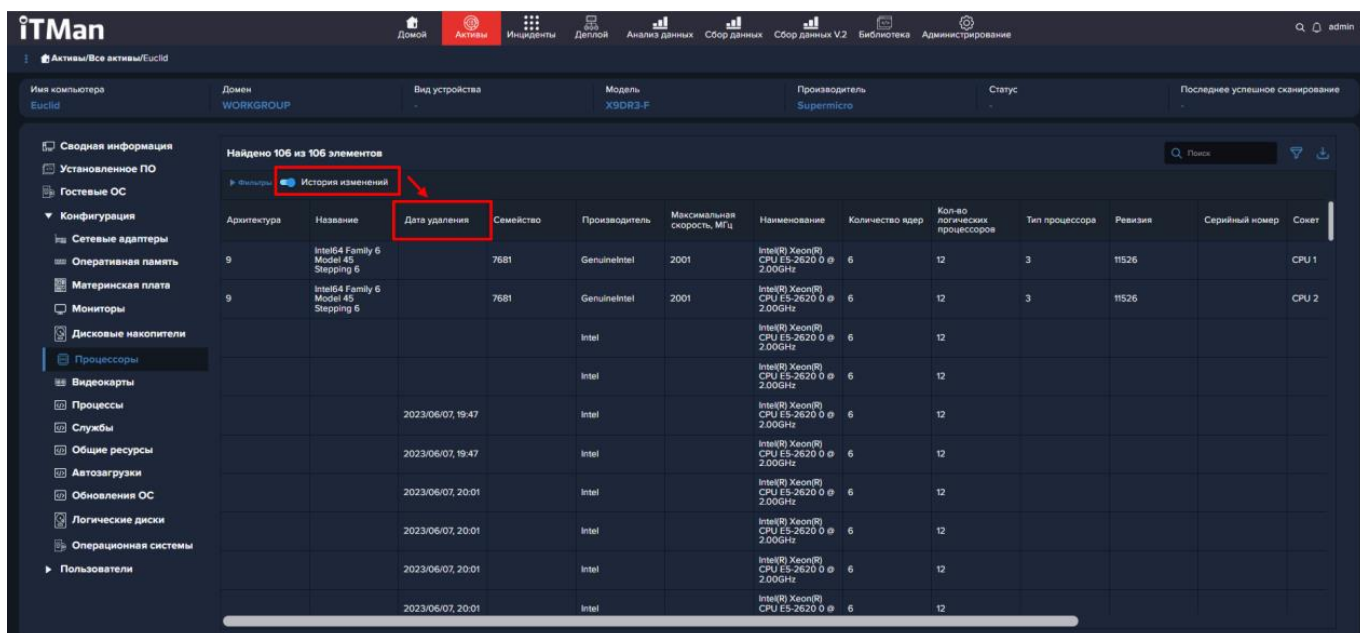 iTMan
Домой Активы Инциденты Деплой Анализ данных Сбор данных Сбор данных V.2 Библиотека Администрирование admin
Активы/Все активы/Euclid
Имя компьютера Домен Вид устройства Модель Производитель Статус Последнее успешное сканирование
Euclid WORKGROUP - X9DR3-F Supermicro - -
Сводная информация
Установленное ПО
Гостевые ОС
Конфигурация
Сетевые адаптеры
Оперативная память
Материнская плата
Мониторы
Дисковые накопители
Процессоры
Видеокарты
Процессы
Службы
Общие ресурсы
Автозагрузки
Обновления ОС
Логические диски
Операционная системы
Пользователи
Найдено 106 из 106 элементов
Поиск
Фильтры История изменений
Архитектура Название Дата удаления Семейство Производитель Максимальная скорость, МГц Наименование Количество ядер Кол-во логических процессоров Тип процессора Ревизия Серийный номер Сокет
9 Intel64 Family 6 Model 45 Stepping 6 7681 GenuineIntel 2001 Intel(R) Xeon(R) CPU E5-2620 0 @ 2.00GHz 6 12 3 11526 CPU 1
9 Intel64 Family 6 Model 45 Stepping 6 7681 GenuineIntel 2001 Intel(R) Xeon(R) CPU E5-2620 0 @ 2.00GHz 6 12 3 11526 CPU 2
Intel Intel(R) Xeon(R) CPU E5-2620 0 @ 2.00GHz 6 12
Intel Intel(R) Xeon(R) CPU E5-2620 0 @ 2.00GHz 6 12
2023/06/07, 19:47 Intel Intel(R) Xeon(R) CPU E5-2620 0 @ 2.00GHz 6 12
2023/06/07, 19:47 Intel Intel(R) Xeon(R) CPU E5-2620 0 @ 2.00GHz 6 12
2023/06/07, 20:01 Intel Intel(R) Xeon(R) CPU E5-2620 0 @ 2.00GHz 6 12
2023/06/07, 20:01 Intel Intel(R) Xeon(R) CPU E5-2620 0 @ 2.00GHz 6 12
2023/06/07, 20:01 Intel Intel(R) Xeon(R) CPU E5-2620 0 @ 2.00GHz 6 12
2023/06/07, 20:01 Intel Intel(R) Xeon(R) CPU E5-2620 0 @ 6 12